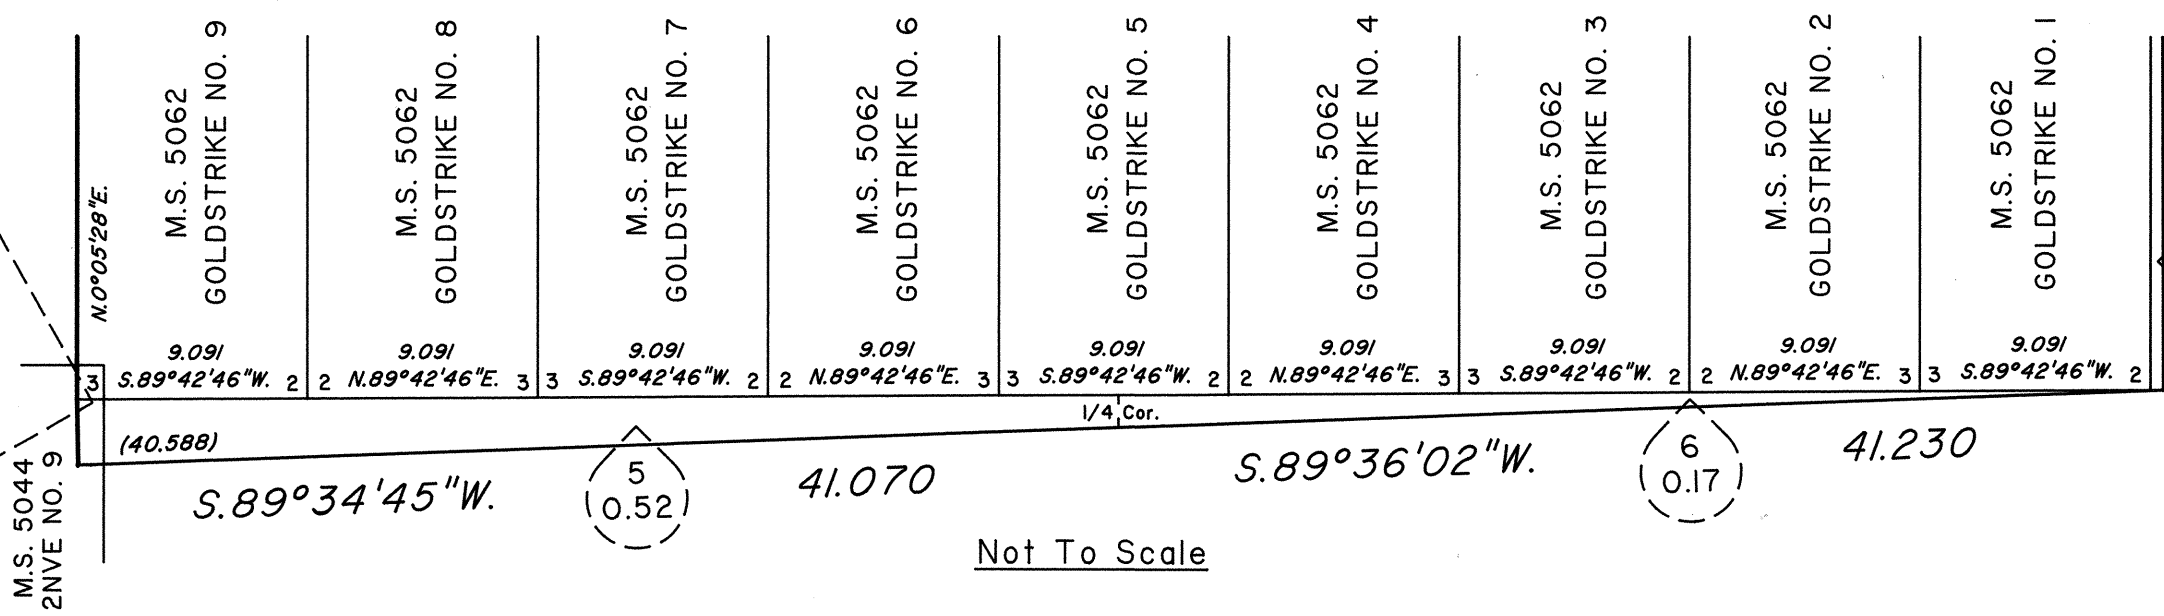 N.0°05'28"E.
M.S. 5062
GOLDSTRIKE NO. 9
M.S. 5062
GOLDSTRIKE NO. 8
M.S. 5062
GOLDSTRIKE NO. 7
M.S. 5062
GOLDSTRIKE NO. 6
M.S. 5062
GOLDSTRIKE NO. 5
M.S. 5062
GOLDSTRIKE NO. 4
M.S. 5062
GOLDSTRIKE NO. 3
M.S. 5062
GOLDSTRIKE NO. 2
M.S. 5062
GOLDSTRIKE NO. 1
9.091 9.091 9.091 9.091 9.091 9.091 9.091 9.091 9.091
3 S.89°42'46"W. 2 2 N.89°42'46"E. 3 3 S.89°42'46"W. 2 2 N.89°42'46"E. 3 3 S.89°42'46"W. 2 2 N.89°42'46"E. 3 3 S.89°42'46"W. 2 2 N.89°42'46"E. 3 3 S.89°42'46"W. 2
1/4 Cor.
(40.588)
S.89°34'45"W.
5
0.52
41.070
S.89°36'02"W.
6
0.17
41.230
M.S. 5044
2NVE NO. 9
Not To Scale